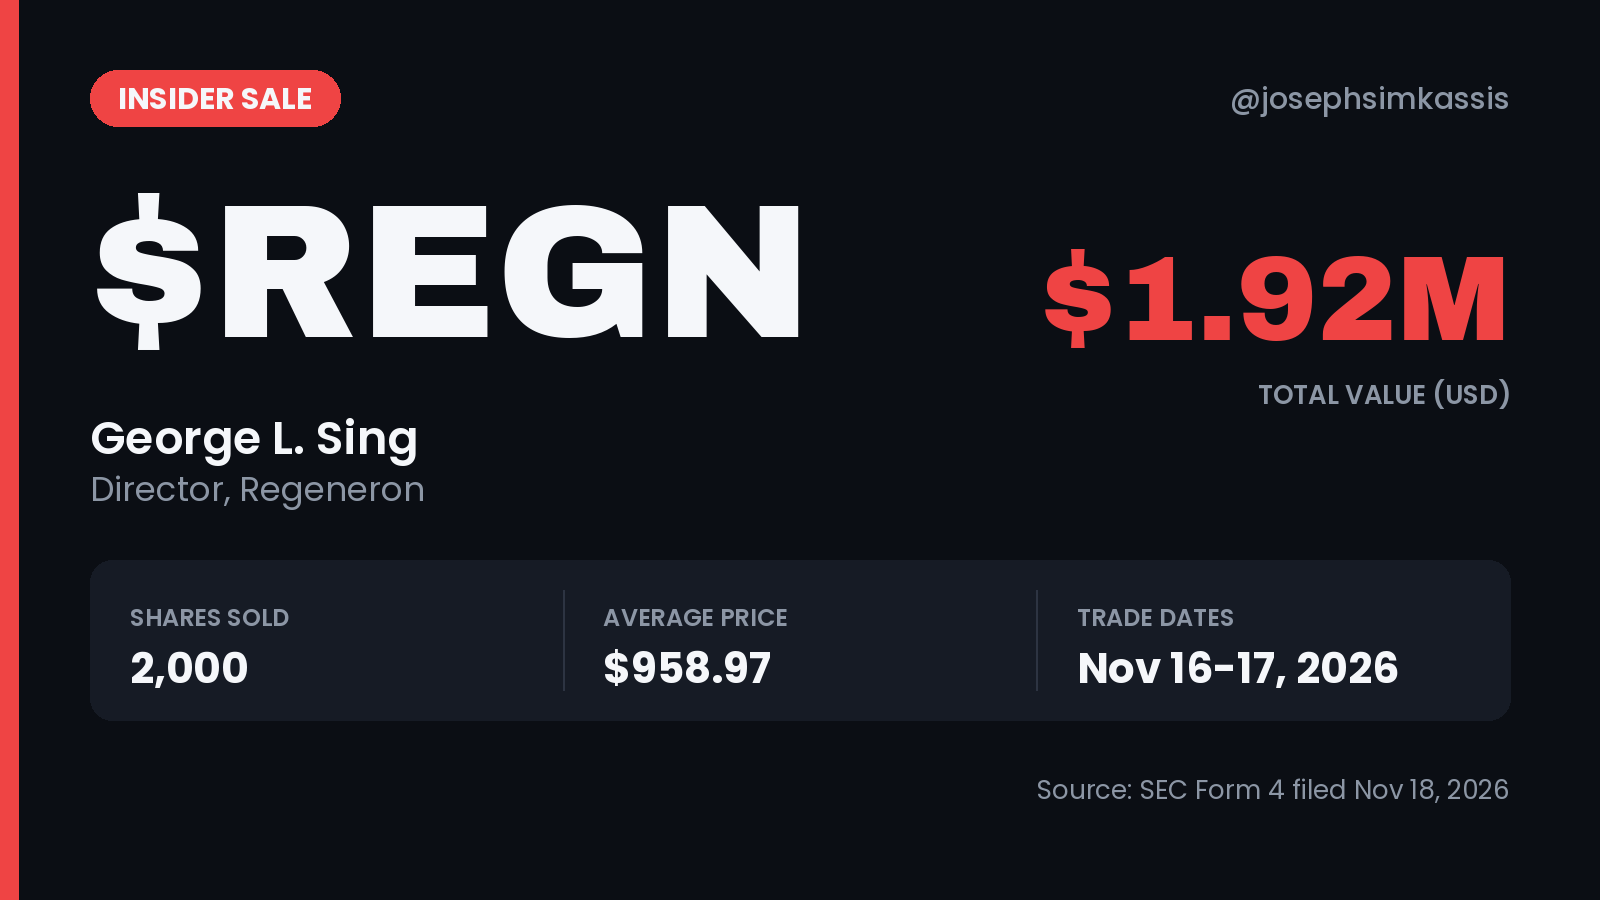 INSIDER SALE
@josephsimkassis
$REGN
$1.92M
TOTAL VALUE (USD)
George L. Sing
Director, Regeneron
SHARES SOLD
2,000
AVERAGE PRICE
$958.97
TRADE DATES
Nov 16-17, 2026
Source: SEC Form 4 filed Nov 18, 2026